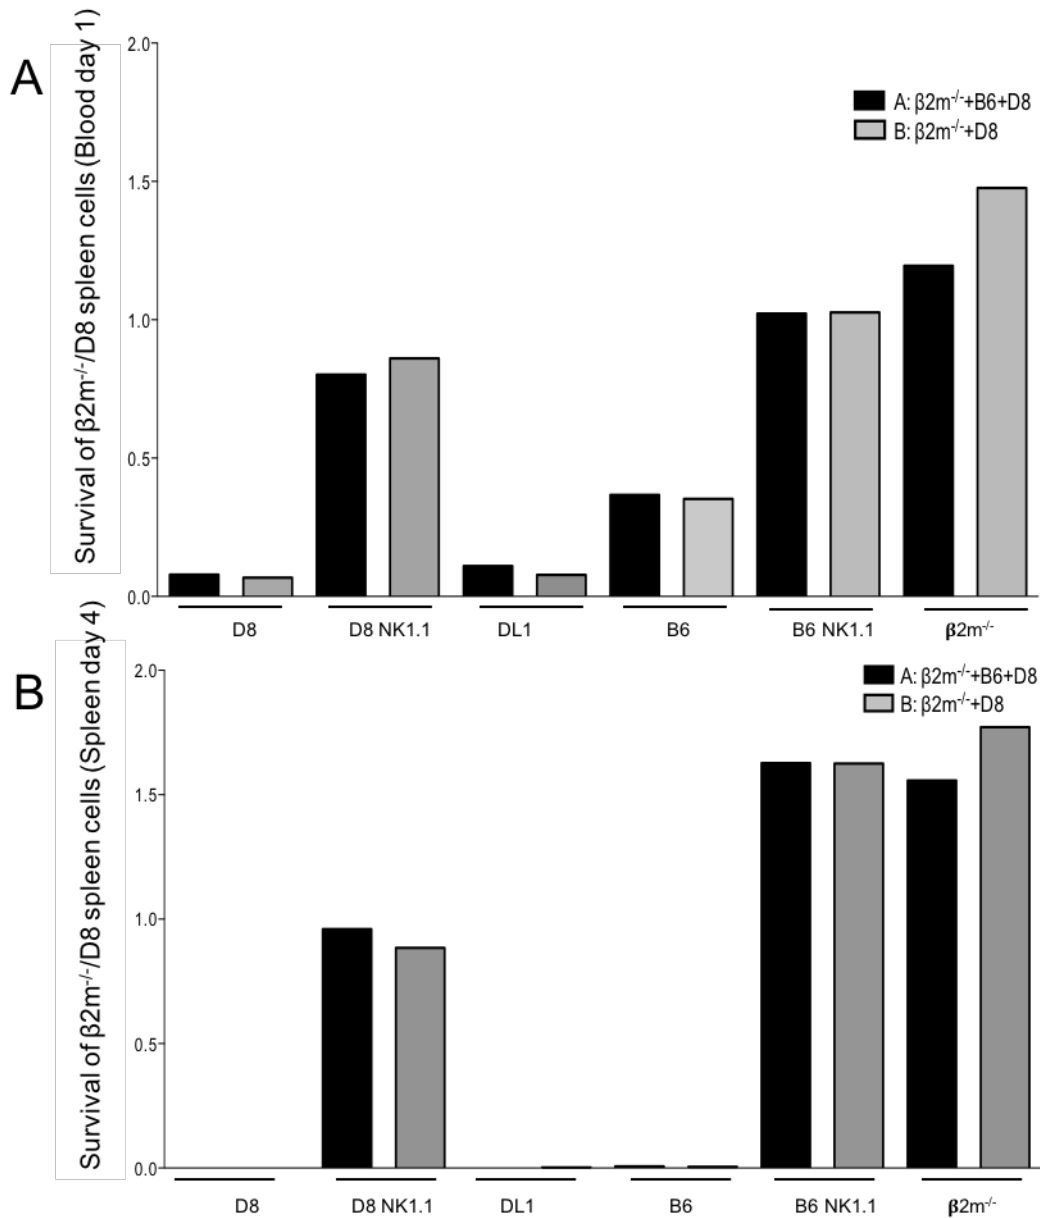 A
Survival of β2m-/-/D8 spleen cells (Blood day 1)
2.0
1.5
1.0
0.5
0.0
A: β2m-/-+B6+D8
B: β2m-/-+D8
D8
D8 NK1.1
DL1
B6
B6 NK1.1
β2m-/-
B
Survival of β2m-/-/D8 spleen cells (Spleen day 4)
2.0
1.5
1.0
0.5
0.0
A: β2m-/-+B6+D8
B: β2m-/-+D8
D8
D8 NK1.1
DL1
B6
B6 NK1.1
β2m-/-